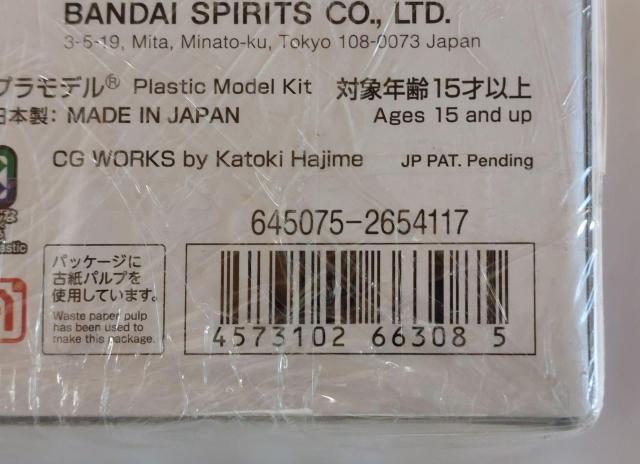 BANDAI SPIRITS CO., LTD.
3-5-19, Mita, Minato-ku, Tokyo 108-0073 Japan
プラモデル® Plastic Model Kit 対象年齢15才以上
日本製: MADE IN JAPAN Ages 15 and up
CG WORKS by Katoki Hajime JP PAT. Pending
645075-2654117
パッケージに
古紙パルプを
使用しています。
Waste paper pulp
has been used to
make this package.
4573102 66308 5